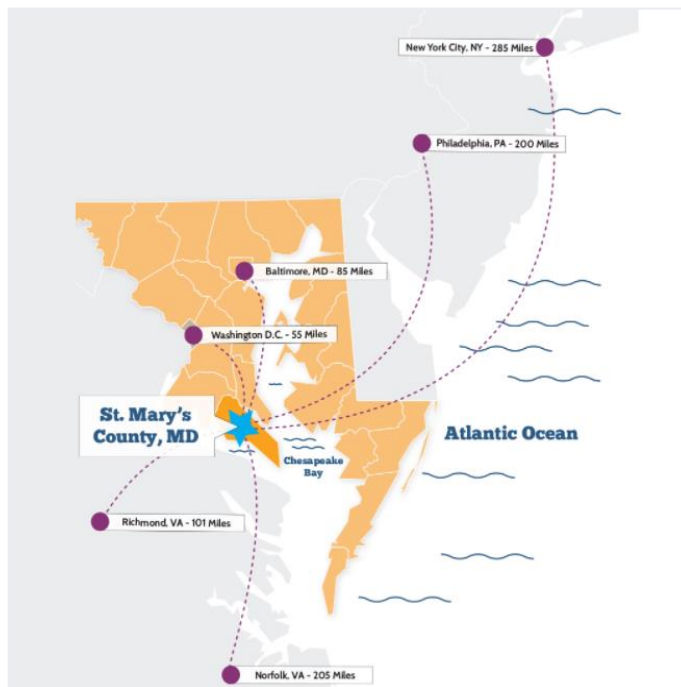 New York City, NY - 285 Miles
Philadelphia, PA - 200 Miles
Baltimore, MD - 85 Miles
Washington D.C. - 55 Miles
St. Mary's
County, MD
Atlantic Ocean
Chesapeake
Bay
Richmond, VA - 101 Miles
Norfolk, VA - 205 Miles